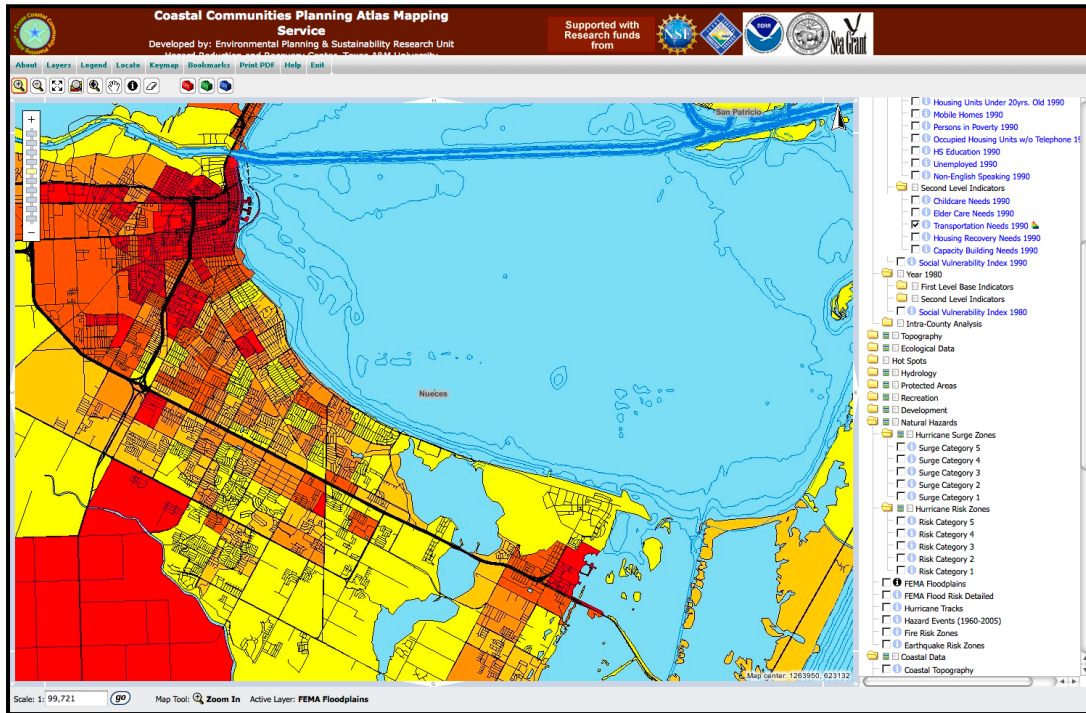 Coastal Communities Planning Atlas Mapping
Service
Developed by: Environmental Planning & Sustainability Research Unit
Hazard Reduction and Recovery Center, Texas A&M University
Supported with
Research funds
from
NSF
NOAA
Sea Grant
About Layers Legend Locate Keymap Bookmarks Print PDF Help Exit
San Patricio
Nueces
Map center: 1263950, 623132
Housing Units Under 20yrs. Old 1990
Mobile Homes 1990
Persons in Poverty 1990
Occupied Housing Units w/o Telephone 19
HS Education 1990
Unemployed 1990
Non-English Speaking 1990
Second Level Indicators
Childcare Needs 1990
Elder Care Needs 1990
Transportation Needs 1990
Housing Recovery Needs 1990
Capacity Building Needs 1990
Social Vulnerability Index 1990
Year 1980
First Level Base Indicators
Second Level Indicators
Social Vulnerability Index 1980
Intra-County Analysis
Topography
Ecological Data
Hot Spots
Hydrology
Protected Areas
Recreation
Development
Natural Hazards
Hurricane Surge Zones
Surge Category 5
Surge Category 4
Surge Category 3
Surge Category 2
Surge Category 1
Hurricane Risk Zones
Risk Category 5
Risk Category 4
Risk Category 3
Risk Category 2
Risk Category 1
FEMA Floodplains
FEMA Flood Risk Detailed
Hurricane Tracks
Hazard Events (1960-2005)
Fire Risk Zones
Earthquake Risk Zones
Coastal Data
Coastal Topography
Scale: 1: 99,721 go Map Tool: Zoom In Active Layer: FEMA Floodplains